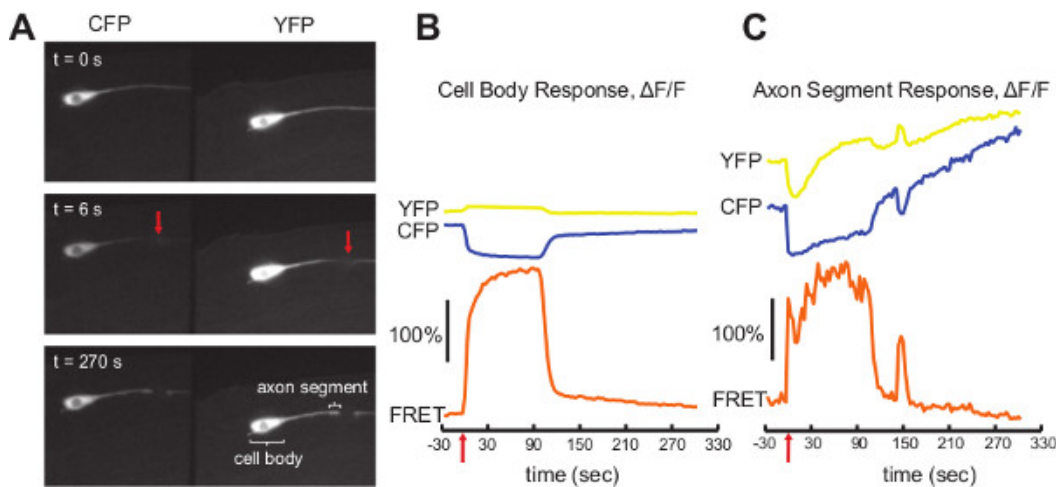 A
CFP
YFP
t = 0 s
t = 6 s
t = 270 s
axon segment
cell body
B
Cell Body Response, ΔF/F
YFP
CFP
100%
FRET
-30 30 90 150 210 270 330
time (sec)
C
Axon Segment Response, ΔF/F
YFP
CFP
100%
FRET
-30 30 90 150 210 270 330
time (sec)